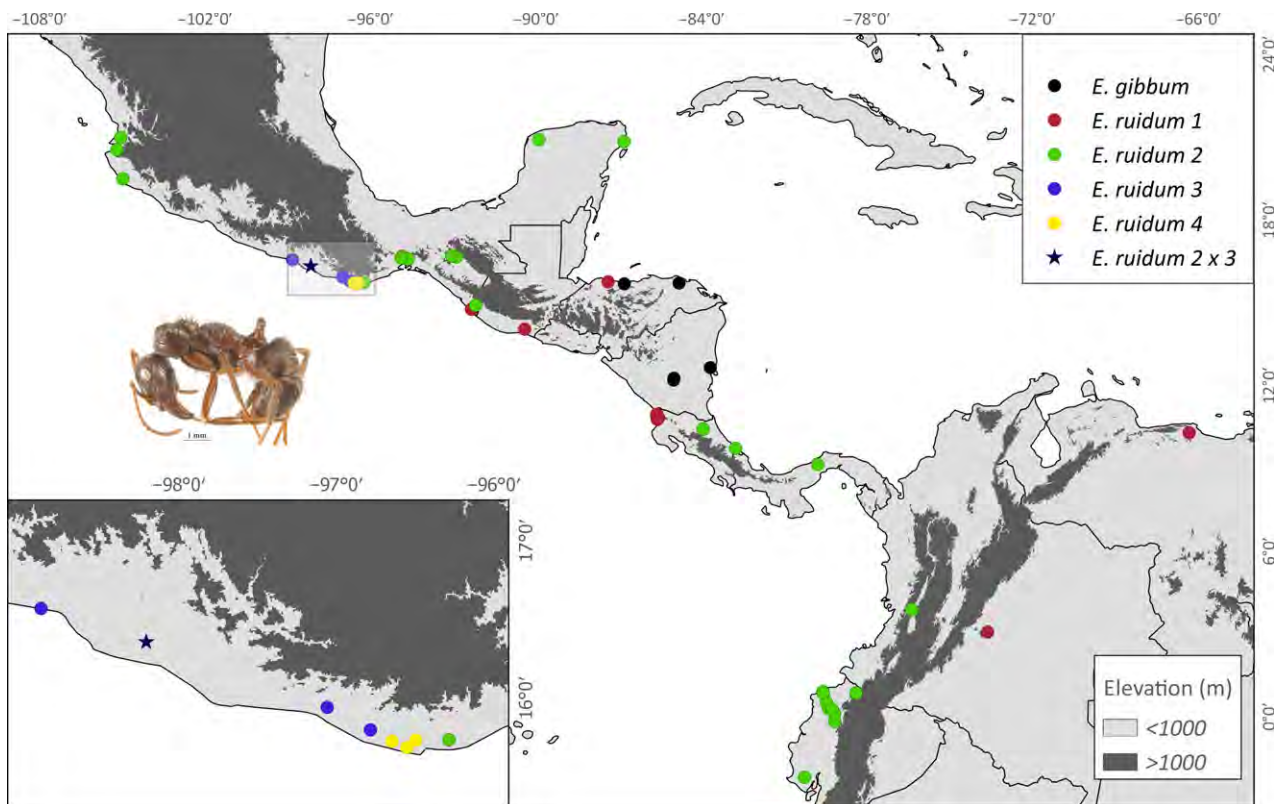 −108°0′ −102°0′ −96°0′ −90°0′ −84°0′ −78°0′ −72°0′ −66°0′
24°0′
18°0′
12°0′
6°0′
0°0′
E. gibbum
E. ruidum 1
E. ruidum 2
E. ruidum 3
E. ruidum 4
E. ruidum 2 x 3
1 mm
−98°0′ −97°0′ −96°0′
17°0′
16°0′
Elevation (m)
<1000
>1000